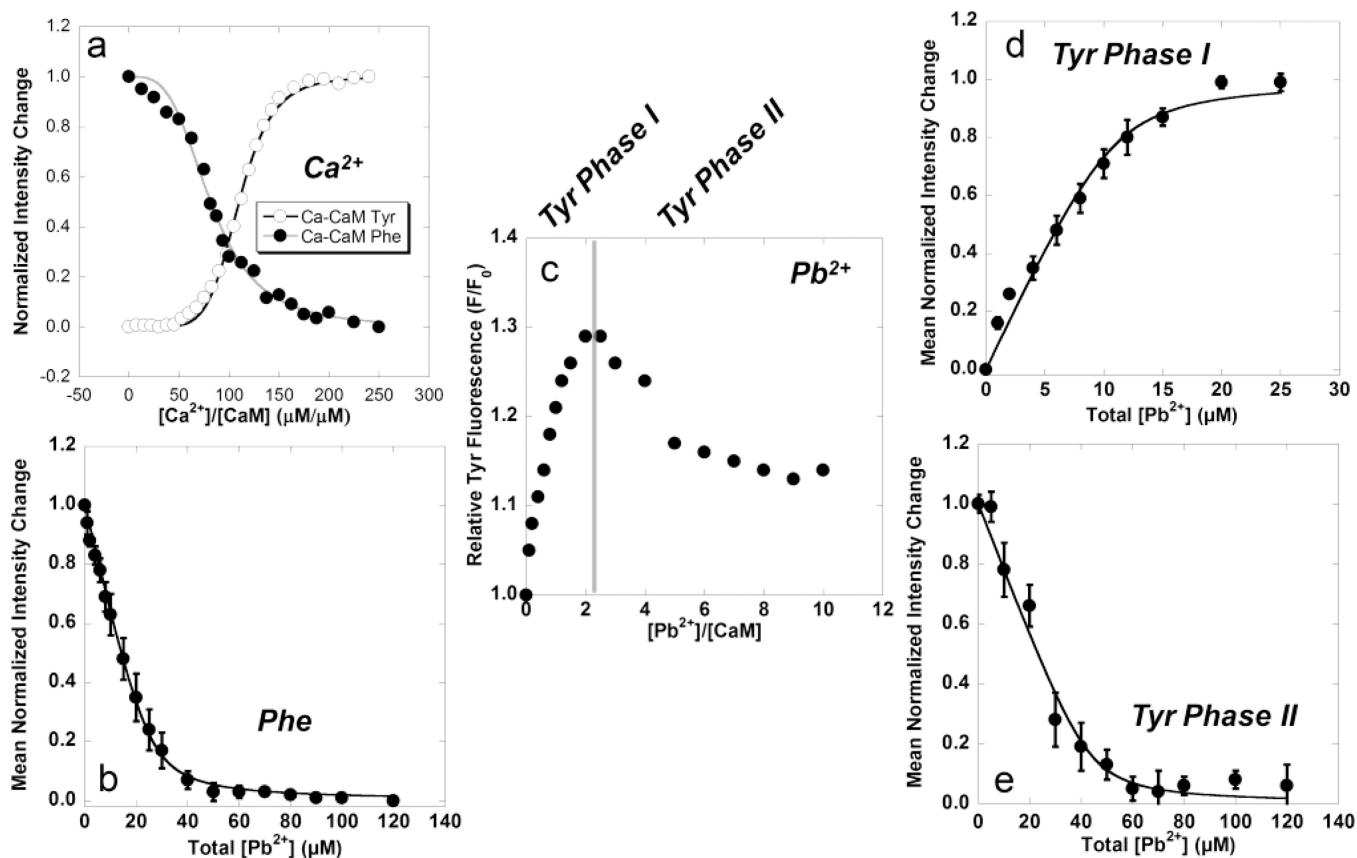 a
Normalized Intensity Change
1.2
1.0
0.8
0.6
0.4
0.2
0.0
-0.2
Ca²⁺
Ca-CaM Tyr
Ca-CaM Phe
-50 0 50 100 150 200 250 300
[Ca²⁺]/[CaM] (µM/µM)
b
Mean Normalized Intensity Change
1.2
1.0
0.8
0.6
0.4
0.2
0.0
Phe
0 20 40 60 80 100 120 140
Total [Pb²⁺] (µM)
Tyr Phase I
Tyr Phase II
c
Relative Tyr Fluorescence (F/F₀)
1.4
1.3
1.2
1.1
1.0
Pb²⁺
0 2 4 6 8 10 12
[Pb²⁺]/[CaM]
d
Tyr Phase I
Mean Normalized Intensity Change
1.2
1.0
0.8
0.6
0.4
0.2
0.0
0 5 10 15 20 25 30
Total [Pb²⁺] (µM)
e
Tyr Phase II
Mean Normalized Intensity Change
1.2
1.0
0.8
0.6
0.4
0.2
0.0
0 20 40 60 80 100 120 140
Total [Pb²⁺] (µM)